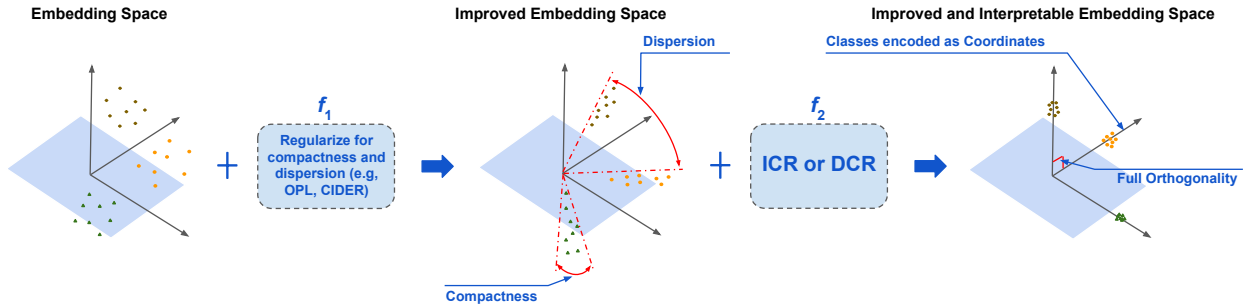 Embedding Space
Improved Embedding Space
Improved and Interpretable Embedding Space
Dispersion
Classes encoded as Coordinates
f1
Regularize for
compactness and
dispersion (e.g,
OPL, CIDER)
+
f2
ICR or DCR
+
Full Orthogonality
Compactness